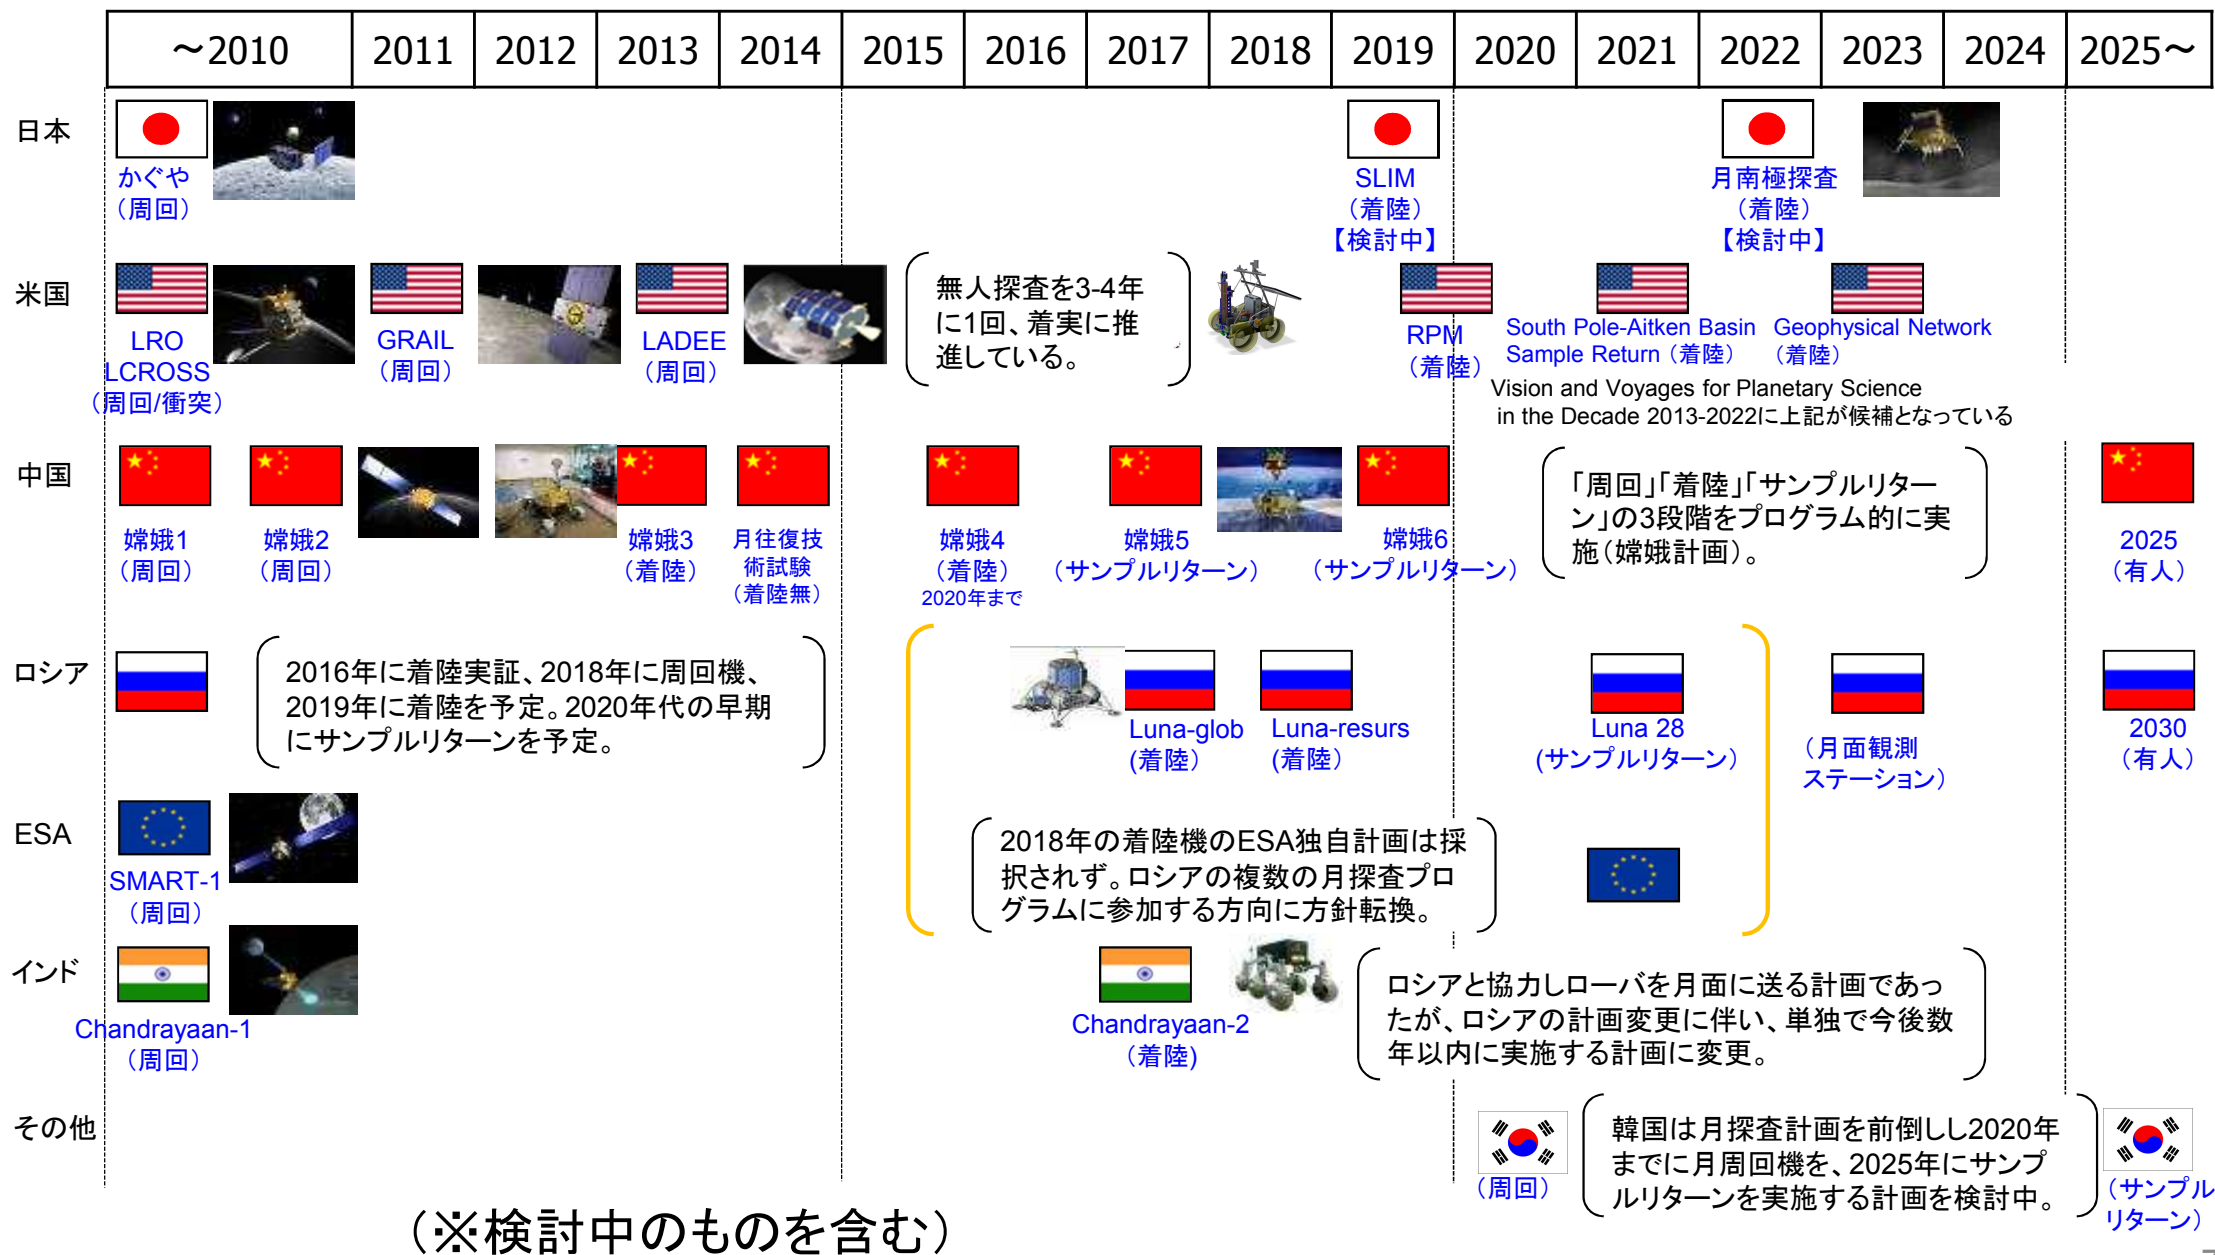 ～2010 2011 2012 2013 2014 2015 2016 2017 2018 2019 2020 2021 2022 2023 2024 2025～
日本
かぐや
（周回）
SLIM
（着陸）
【検討中】
月南極探査
（着陸）
【検討中】
米国
LRO
LCROSS
（周回/衝突）
GRAIL
（周回）
LADEE
（周回）
無人探査を3-4年
に1回、着実に推
進している。
RPM
（着陸）
South Pole-Aitken Basin
Sample Return（着陸）
Geophysical Network
（着陸）
Vision and Voyages for Planetary Science
in the Decade 2013-2022に上記が候補となっている
中国
嫦娥1
（周回）
嫦娥2
（周回）
嫦娥3
（着陸）
月往復技
術試験
（着陸無）
嫦娥4
（着陸）
2020年まで
嫦娥5
（サンプルリターン）
嫦娥6
（サンプルリターン）
「周回」「着陸」「サンプルリター
ン」の3段階をプログラム的に実
施（嫦娥計画）。
2025
（有人）
ロシア
2016年に着陸実証、2018年に周回機、
2019年に着陸を予定。2020年代の早期
にサンプルリターンを予定。
Luna-glob
(着陸）
Luna-resurs
(着陸）
Luna 28
(サンプルリターン）
（月面観測
ステーション）
2030
（有人）
ESA
SMART-1
（周回）
2018年の着陸機のESA独自計画は採
択されず。ロシアの複数の月探査プロ
グラムに参加する方向に方針転換。
インド
Chandrayaan-1
（周回）
Chandrayaan-2
（着陸)
ロシアと協力しローバを月面に送る計画であっ
たが、ロシアの計画変更に伴い、単独で今後数
年以内に実施する計画に変更。
その他
（周回）
韓国は月探査計画を前倒しし2020年
までに月周回機を、2025年にサンプ
ルリターンを実施する計画を検討中。
（サンプル
リターン）
（※検討中のものを含む）